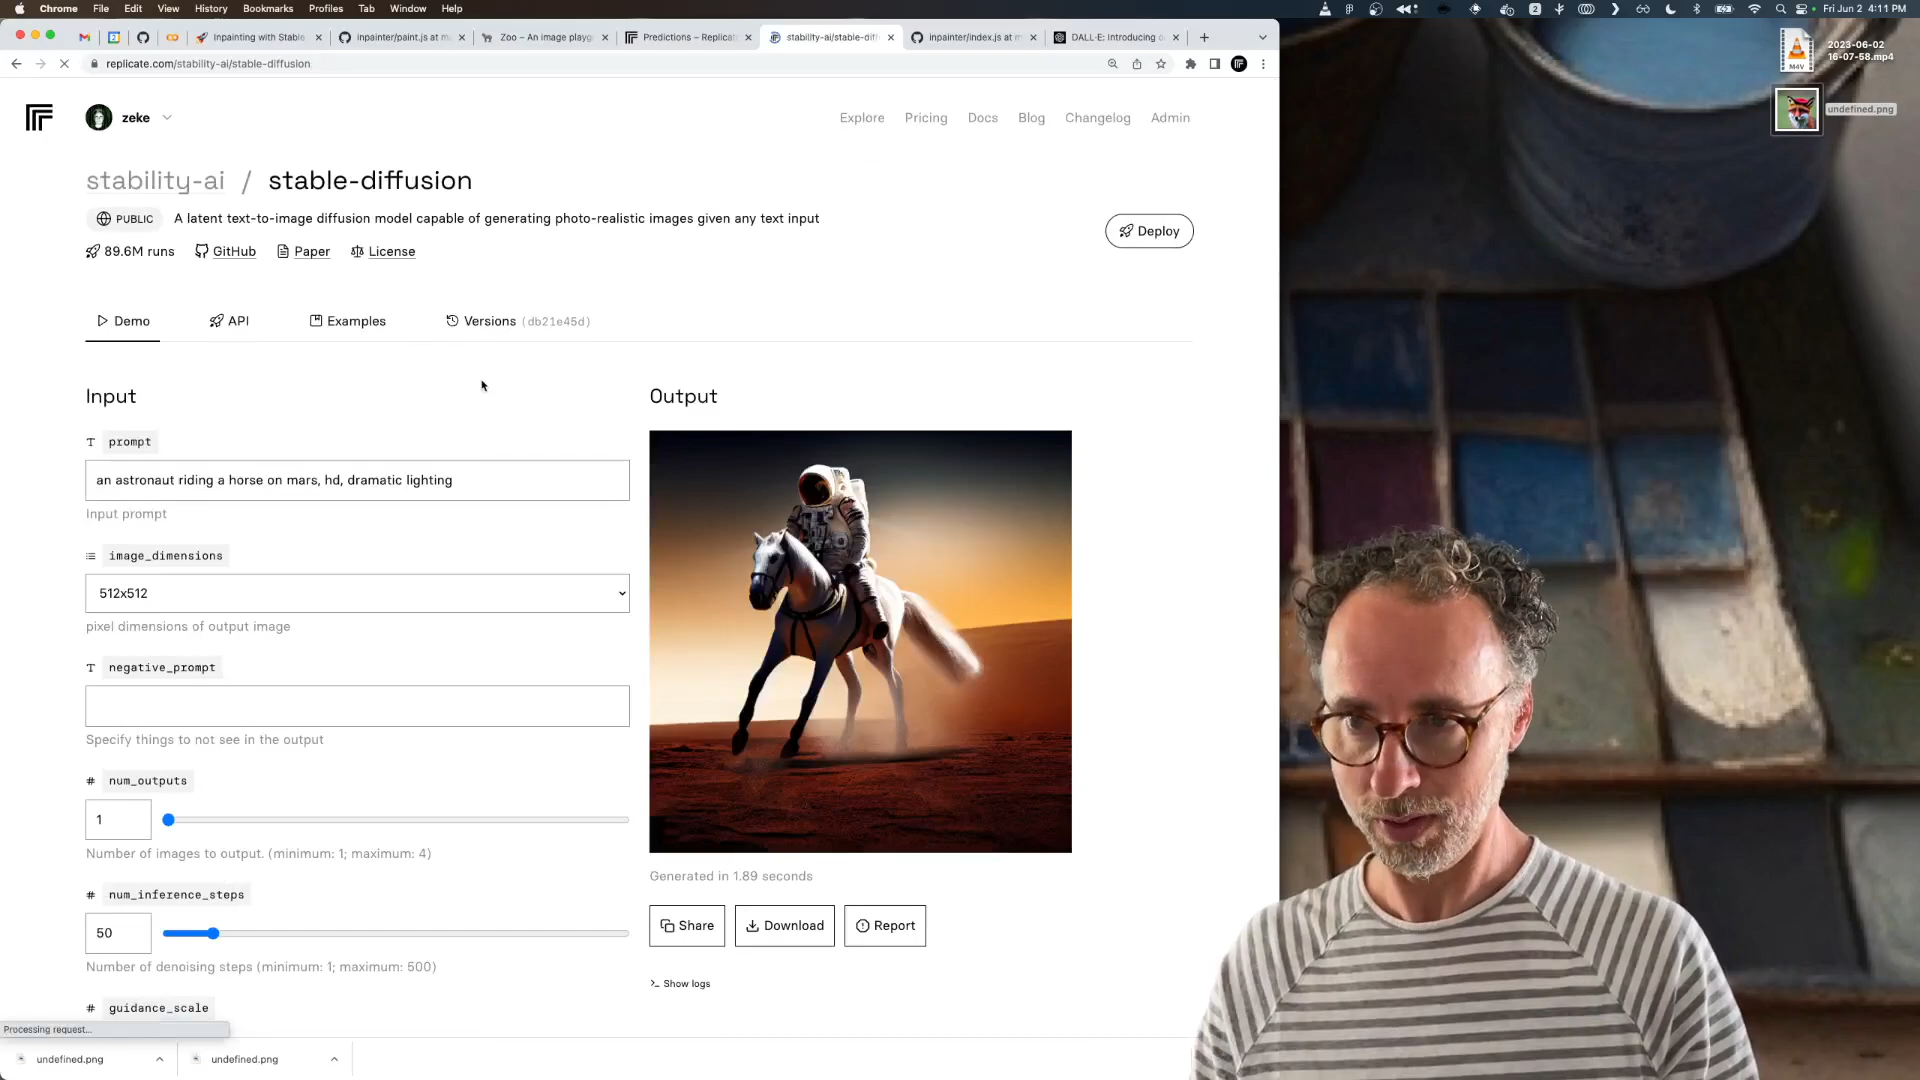 Chrome File Edit View History Bookmarks Profiles Tab Window Help
2
Fri Jun 2 4:11 PM
Inpainting with Stable
inpainter/paint.js at m
Zoo – An image playg
Predictions – Replicat
stability-ai/stable-dif
inpainter/index.js at m
DALL·E: Introducing
replicate.com/stability-ai/stable-diffusion
M4V
2023-06-02
16-07-58.mp4
undefined.png
zeke
Explore Pricing Docs Blog Changelog Admin
stability-ai / stable-diffusion
PUBLIC A latent text-to-image diffusion model capable of generating photo-realistic images given any text input
Deploy
89.6M runs GitHub Paper License
Demo API Examples Versions (db21e45d)
Input
Output
T prompt
an astronaut riding a horse on mars, hd, dramatic lighting
Input prompt
image_dimensions
512x512
pixel dimensions of output image
T negative_prompt
Specify things to not see in the output
# num_outputs
1
Number of images to output. (minimum: 1; maximum: 4)
# num_inference_steps
50
Number of denoising steps (minimum: 1; maximum: 500)
# guidance_scale
Generated in 1.89 seconds
Share Download Report
>_ Show logs
Processing request...
undefined.png
undefined.png